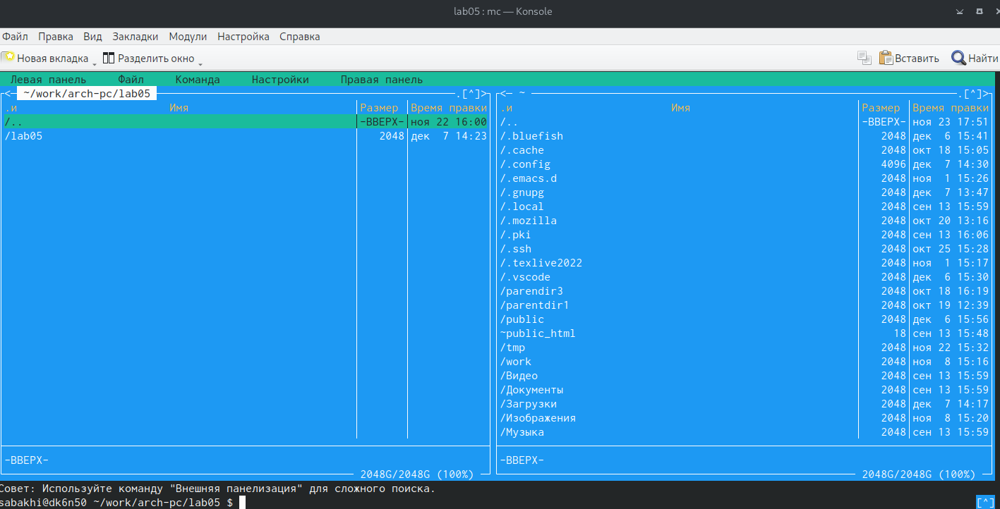 lab05 : mc — Konsole
Файл Правка Вид Закладки Модули Настройка Справка
Новая вкладка Разделить окно Вставить Найти
Левая панель Файл Команда Настройки Правая панель
<─ ~/work/arch-pc/lab05 .[^]> <─ ~ .[^]>
.и Имя Размер Время правки .и Имя Размер Время правки
/.. -ВВЕРХ- ноя 22 16:00 /.. -ВВЕРХ- ноя 23 17:51
/lab05 2048 дек 7 14:23 /.bluefish 2048 дек 6 15:41
/.cache 2048 окт 18 15:05
/.config 4096 дек 7 14:30
/.emacs.d 2048 ноя 1 15:26
/.gnupg 2048 дек 7 13:47
/.local 2048 сен 13 15:59
/.mozilla 2048 окт 20 13:16
/.pki 2048 сен 13 16:06
/.ssh 2048 окт 25 15:28
/.texlive2022 2048 ноя 1 15:17
/.vscode 2048 дек 6 15:30
/parendir3 2048 окт 18 16:19
/parentdir1 2048 окт 19 12:39
/public 2048 дек 6 15:56
~public_html 18 сен 13 15:48
/tmp 2048 ноя 22 15:32
/work 2048 ноя 8 15:16
/Видео 2048 сен 13 15:59
/Документы 2048 сен 13 15:59
/Загрузки 2048 дек 7 14:17
/Изображения 2048 ноя 8 15:20
/Музыка 2048 сен 13 15:59
-ВВЕРХ- -ВВЕРХ-
2048G/2048G (100%) 2048G/2048G (100%)
Совет: Используйте команду "Внешняя панелизация" для сложного поиска.
sabakhi@dk6n50 ~/work/arch-pc/lab05 $ [^]